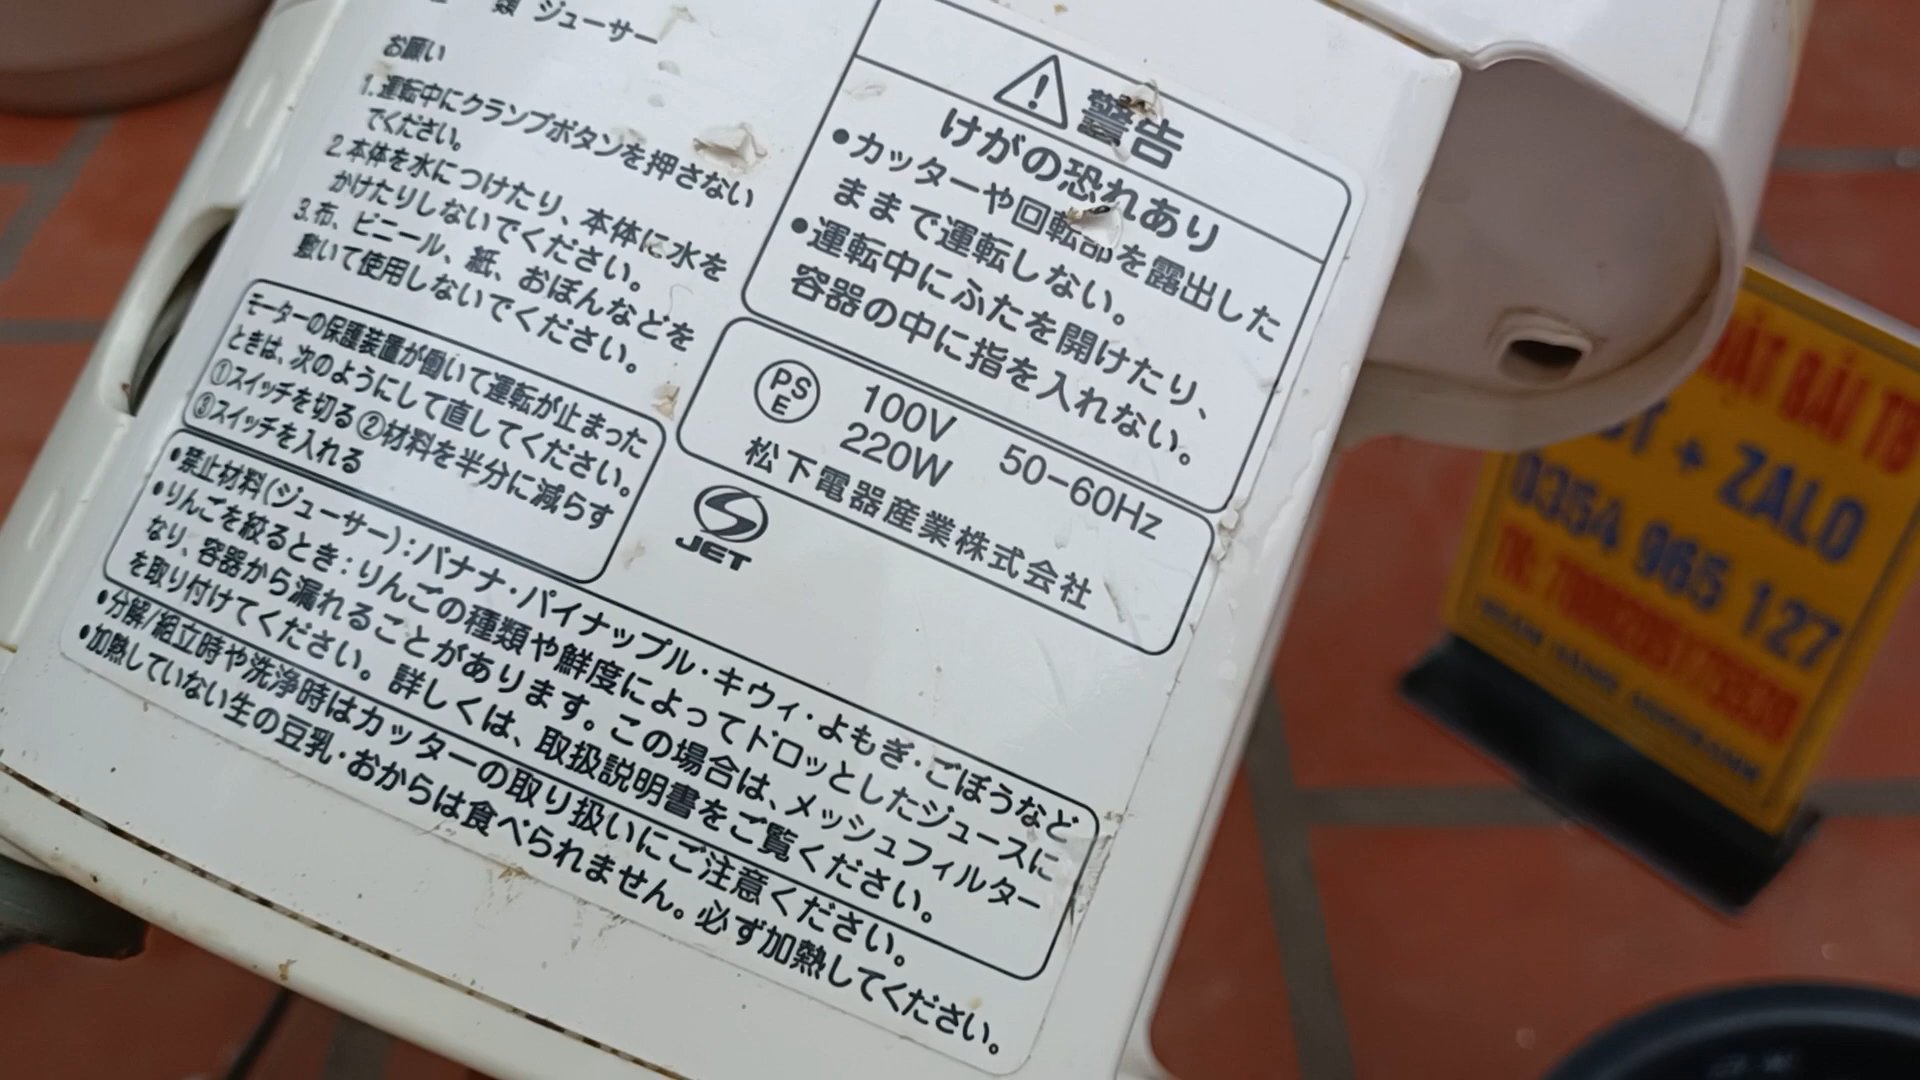 類 ジューサー
お願い
1.運転中にクランプボタンを押さない
でください。
2.本体を水につけたり、本体に水を
かけたりしないでください。
3.布、ビニール、紙、おぼんなどを
敷いて使用しないでください。
モーターの保護装置が働いて運転が止まった
ときは、次のようにして直してください。
①スイッチを切る ②材料を半分に減らす
③スイッチを入れる
警告
けがの恐れあり
●カッターや回転部を露出した
ままで運転しない。
●運転中にふたを開けたり、
容器の中に指を入れない。
PS
E
100V 50-60Hz
220W
松下電器産業株式会社
JET
●禁止材料(ジューサー):バナナ・パイナップル・キウィ・よもぎ・ごぼうなど
●りんごを絞るとき:りんごの種類や鮮度によってドロッとしたジュースに
なり、容器から漏れることがあります。この場合は、メッシュフィルター
を取り付けてください。詳しくは、取扱説明書をご覧ください。
●分解/組立時や洗浄時はカッターの取り扱いにご注意ください。
●加熱していない生の豆乳・おからは食べられません。必ず加熱してください。
+ ZALO
0354 965 127